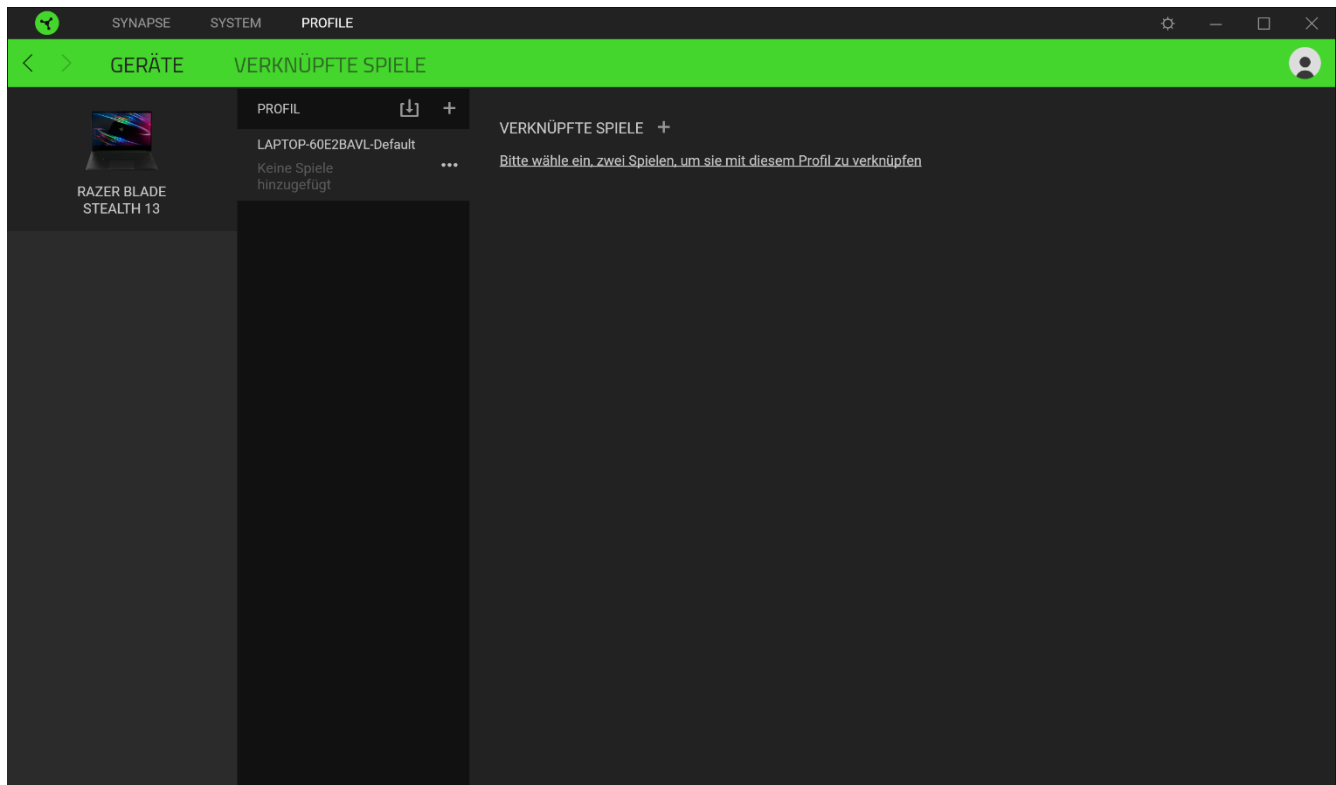 SYNAPSE SYSTEM PROFILE
GERÄTE VERKNÜPFTE SPIELE
RAZER BLADE
STEALTH 13
PROFIL
LAPTOP-60E2BAVL-Default
Keine Spiele
hinzugefügt
VERKNÜPFTE SPIELE
Bitte wähle ein, zwei Spielen, um sie mit diesem Profil zu verknüpfen